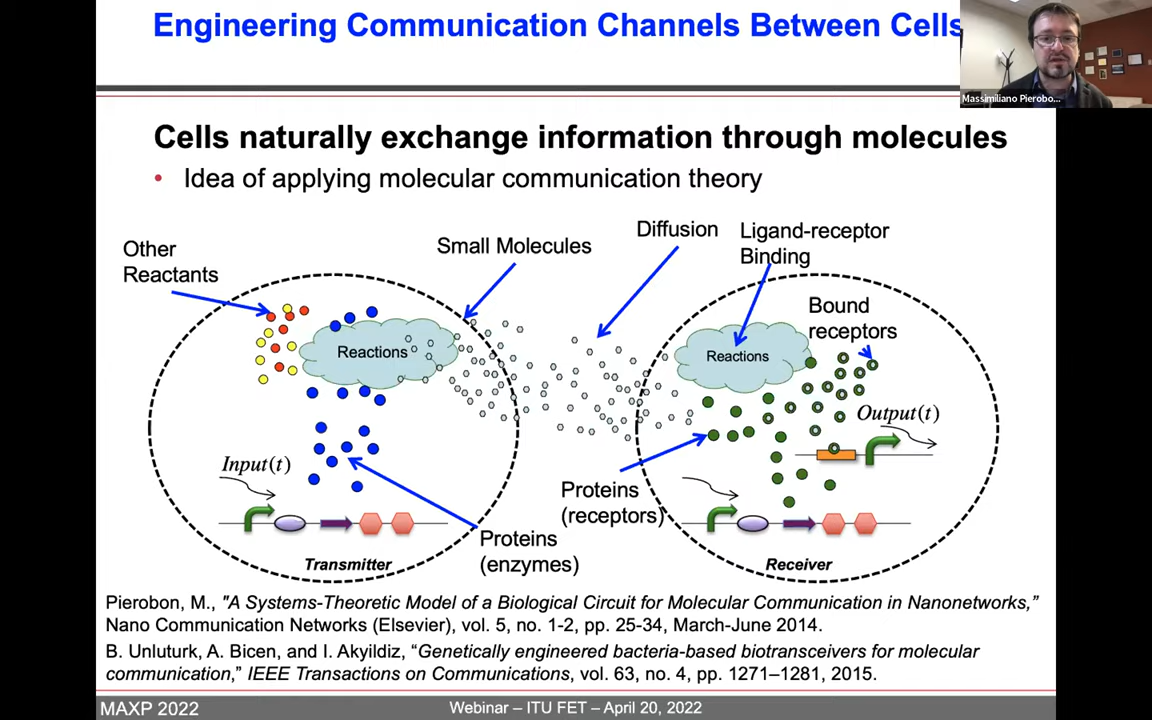 Engineering Communication Channels Between Cells
Massimiliano Pierobo...
Cells naturally exchange information through molecules
• Idea of applying molecular communication theory
Other
Reactants
Small Molecules
Diffusion
Ligand-receptor
Binding
Bound
receptors
Reactions
Reactions
Output(t)
Input(t)
Proteins
(receptors)
Proteins
(enzymes)
Transmitter
Receiver
Pierobon, M., "A Systems-Theoretic Model of a Biological Circuit for Molecular Communication in Nanonetworks,"
Nano Communication Networks (Elsevier), vol. 5, no. 1-2, pp. 25-34, March-June 2014.
B. Unluturk, A. Bicen, and I. Akyildiz, “Genetically engineered bacteria-based biotransceivers for molecular
communication,” IEEE Transactions on Communications, vol. 63, no. 4, pp. 1271–1281, 2015.
MAXP 2022
Webinar – ITU FET – April 20, 2022